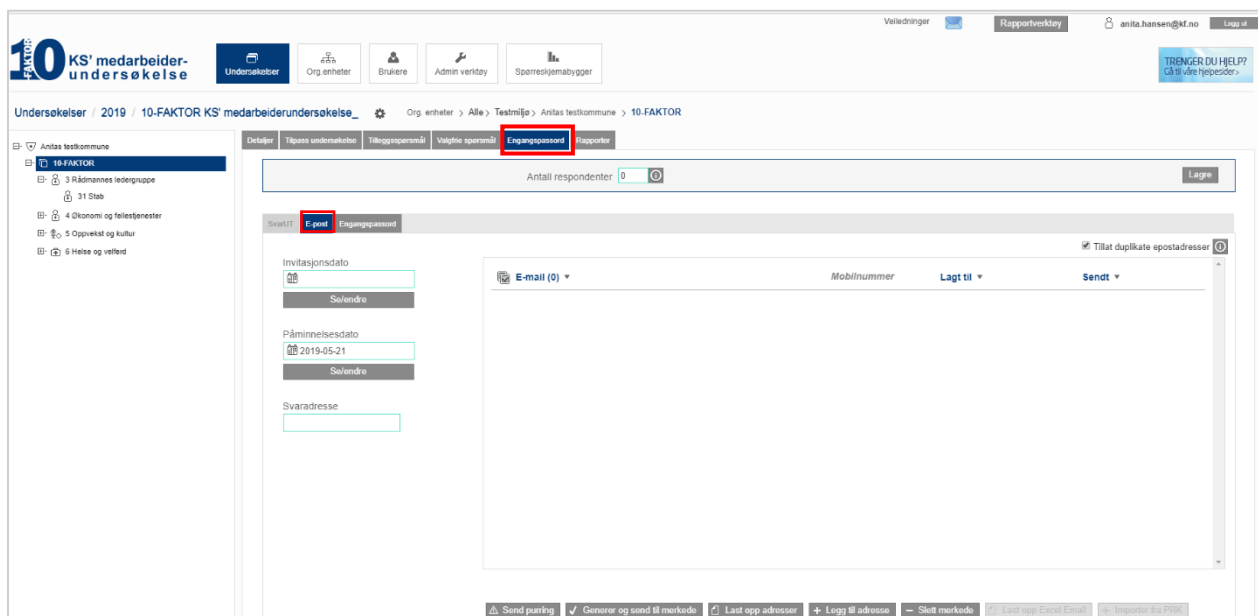 Veiledninger Rapportverktøy anita.hansen@kf.no Logg ut
10 FAKTOR KS' medarbeider-
undersøkelse
Undersøkelser Org.enheter Brukere Admin verktøy Spørreskjemabygger
TRENGER DU HJELP?
Gå til våre hjelpesider>
Undersøkelser / 2019 / 10-FAKTOR KS' medarbeiderundersøkelse_ Org. enheter > Alle > Testmiljø > Anitas testkommune > 10-FAKTOR
Detaljer Tilpass undersøkelse Tilleggsspørsmål Valgfrie spørsmål Engangspassord Rapporter
Anitas testkommune
10-FAKTOR
3 Rådmannes ledergruppe
31 Stab
4 Økonomi og fellestjenester
5 Oppvekst og kultur
6 Helse og velferd
Antall respondenter 0 Lagre
SvarUT E-post Engangspassord
Tillat duplikate epostadresser
Invitasjonsdato
Se/endre
Påminnelsesdato
2019-05-21
Se/endre
Svaradresse
E-mail (0) Mobilnummer Lagt til Sendt
Send purring Generer og send til merkede Last opp adresser + Legg til adresse − Slett merkede Last opp Excel Email + Importer fra PRK